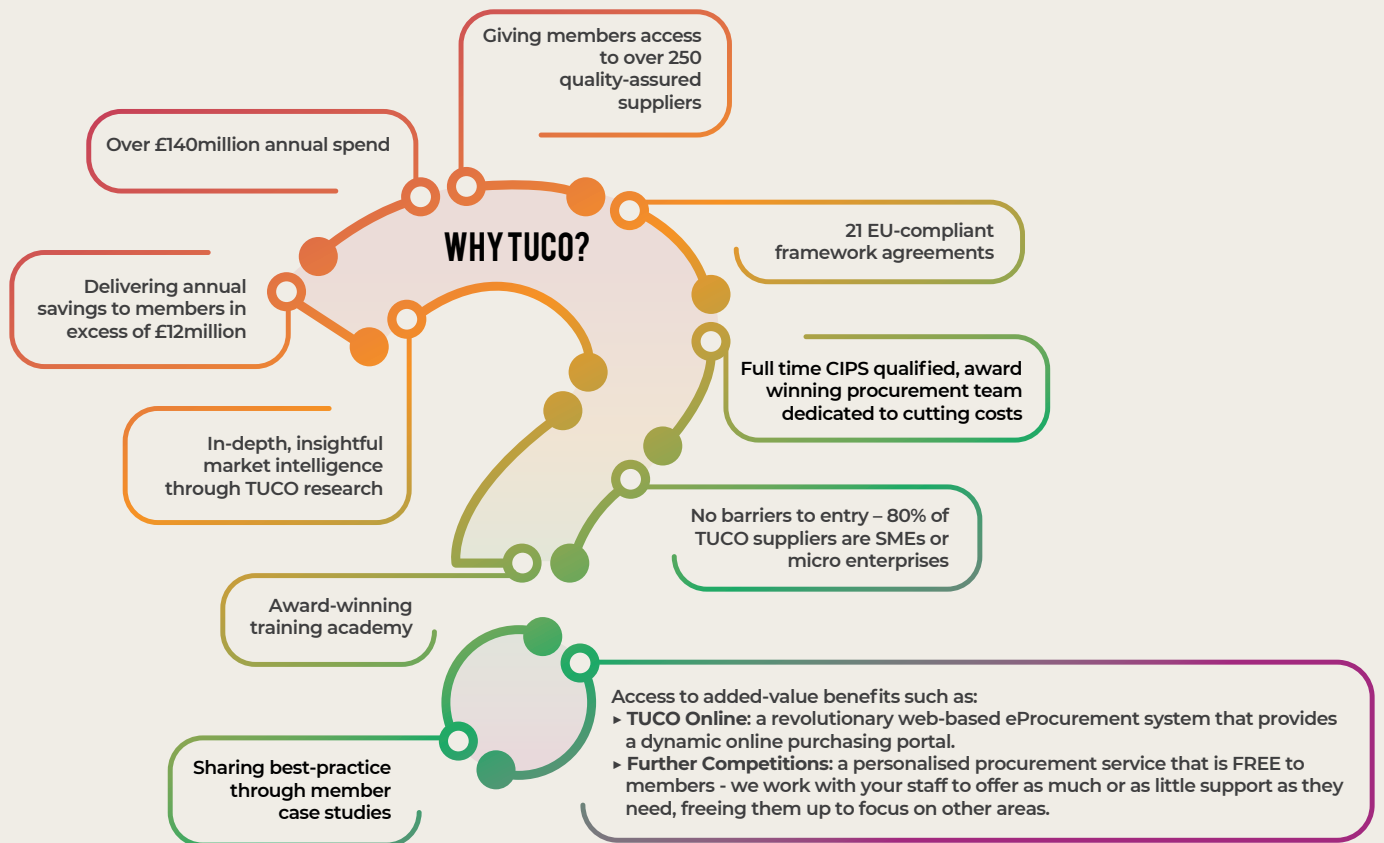 Giving members access
to over 250
quality-assured
suppliers
Over £140million annual spend
WHY TUCO?
21 EU-compliant
framework agreements
Delivering annual
savings to members in
excess of £12million
Full time CIPS qualified, award
winning procurement team
dedicated to cutting costs
In-depth, insightful
market intelligence
through TUCO research
No barriers to entry – 80% of
TUCO suppliers are SMEs or
micro enterprises
Award-winning
training academy
Access to added-value benefits such as:
▸ TUCO Online: a revolutionary web-based eProcurement system that provides
a dynamic online purchasing portal.
▸ Further Competitions: a personalised procurement service that is FREE to
members - we work with your staff to offer as much or as little support as they
need, freeing them up to focus on other areas.
Sharing best-practice
through member
case studies